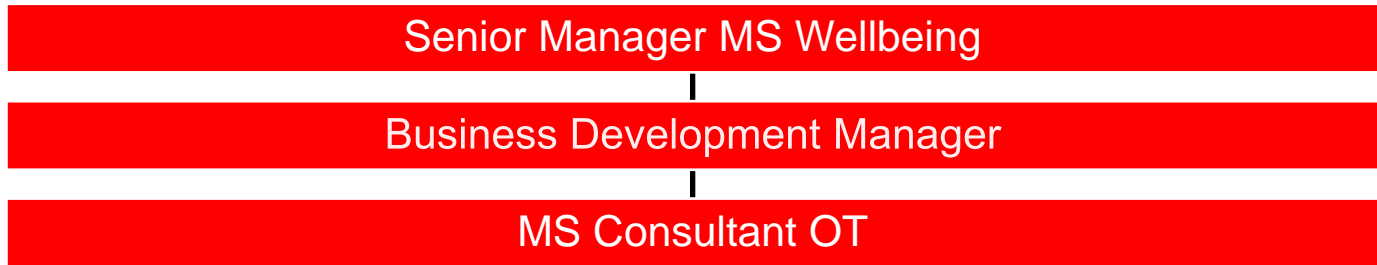 Senior Manager MS Wellbeing
Business Development Manager
MS Consultant OT